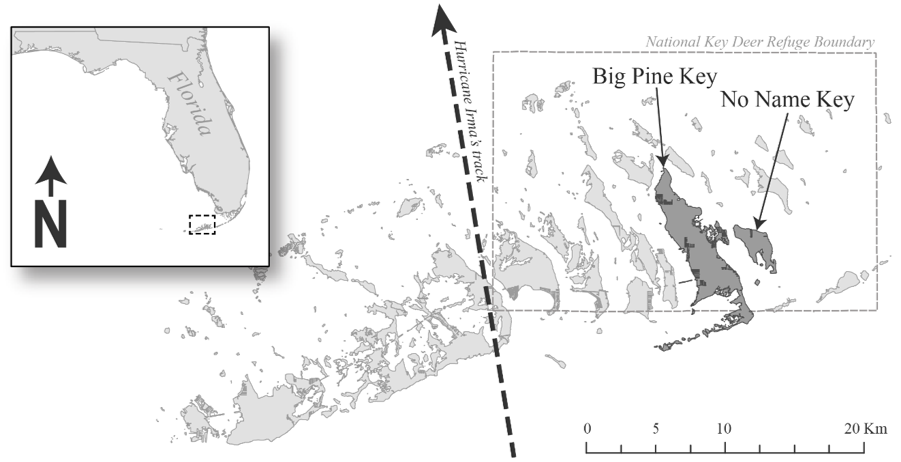 National Key Deer Refuge Boundary
Big Pine Key
No Name Key
Hurricane Irma's track
Florida
N
0 5 10 20 Km